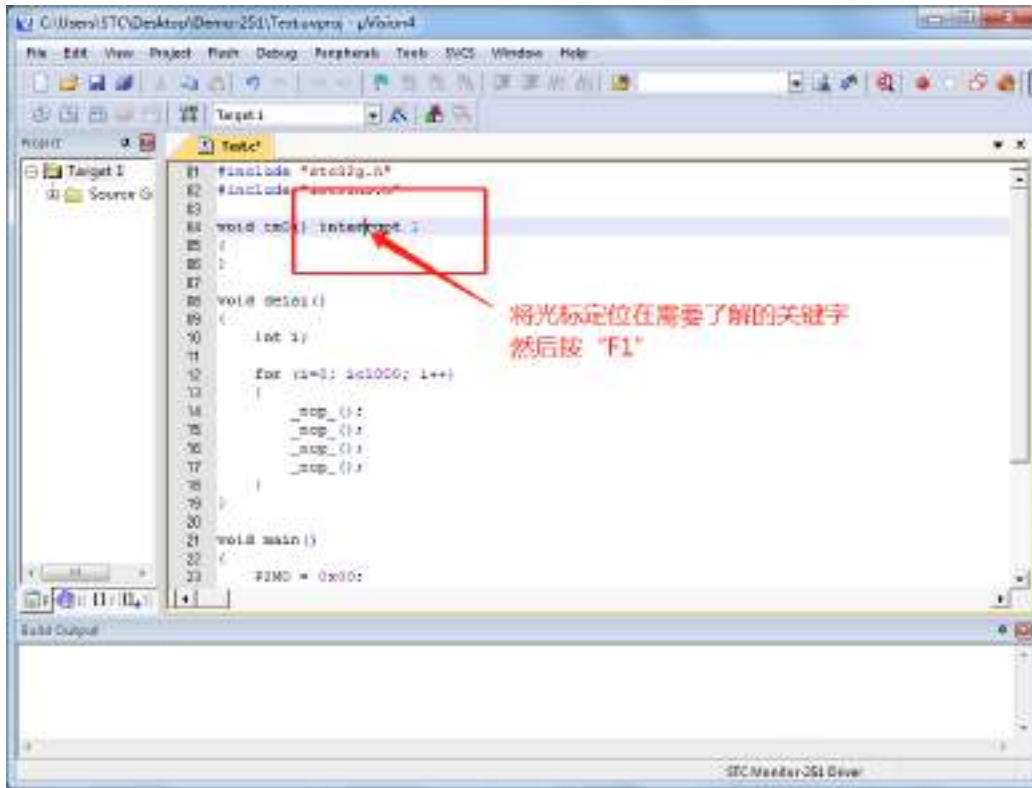 C:\Users\STC\Desktop\Demo-251\Test.uvproj - µVision4
File Edit View Project Flash Debug Peripherals Tools SVCS Window Help
Target 1
Project
Test.c*
Target 1
Source G
01 #include "stc32g.h"
02 #include
03
04 void tm0() interrupt 1
05 {
06 }
07
08 void delay()
09 {
10 int i;
11
12 for (i=0; i<1000; i++)
13 {
14 _nop_();
15 _nop_();
16 _nop_();
17 _nop_();
18 }
19 }
20
21 void main()
22 {
23 P2M0 = 0x00;
将光标定位在需要了解的关键字
然后按 "F1"
Build Output
STC Monitor-251 Driver